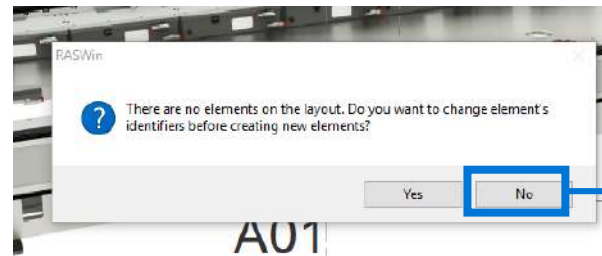 RASWin
There are no elements on the layout. Do you want to change element's
identifiers before creating new elements?
Yes
No
A01